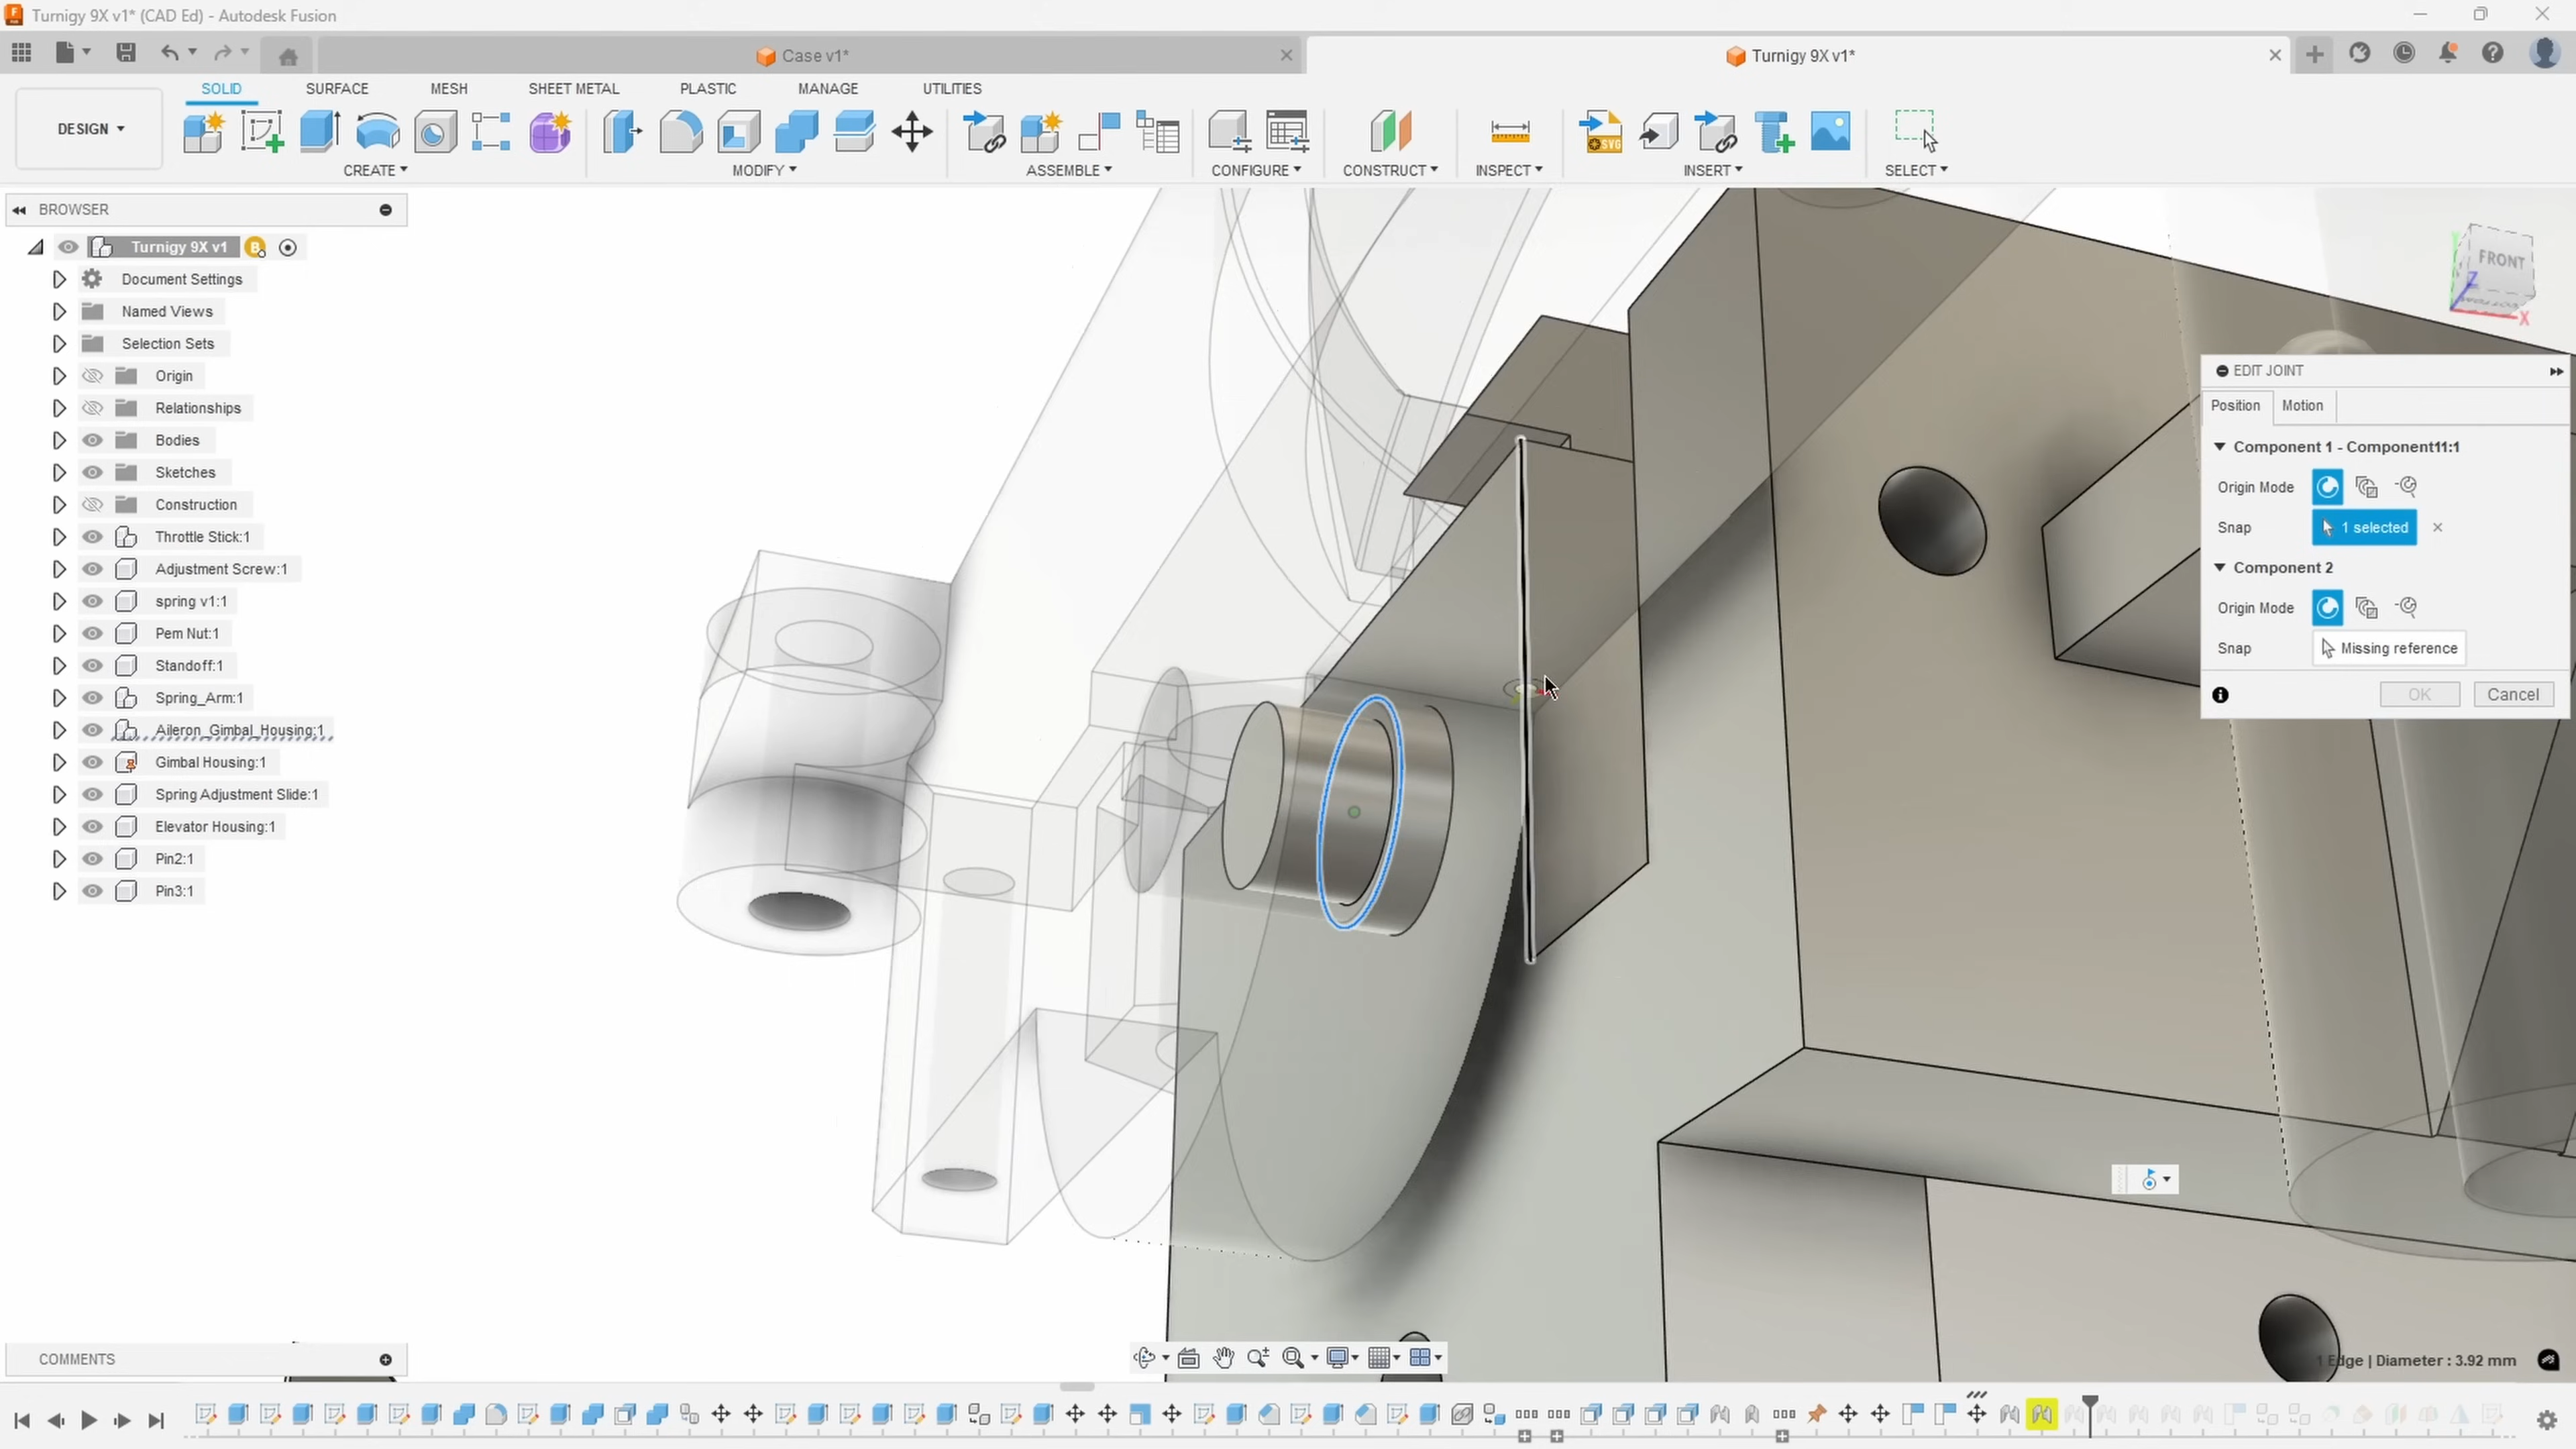 Turnigy 9X v1* (CAD Ed) - Autodesk Fusion
Case v1*
Turnigy 9X v1*
DESIGN
SOLID
SURFACE
MESH
SHEET METAL
PLASTIC
MANAGE
UTILITIES
SVG
CREATE
MODIFY
ASSEMBLE
CONFIGURE
CONSTRUCT
INSPECT
INSERT
SELECT
BROWSER
Turnigy 9X v1
B
Document Settings
Named Views
Selection Sets
Origin
Relationships
Bodies
Sketches
Construction
Throttle Stick:1
Adjustment Screw:1
spring v1:1
Pem Nut:1
Standoff:1
Spring_Arm:1
Aileron_Gimbal_Housing:1
Gimbal Housing:1
Spring Adjustment Slide:1
Elevator Housing:1
Pin2:1
Pin3:1
FRONT
X
EDIT JOINT
Position
Motion
Component 1 - Component11:1
Origin Mode
Snap
1 selected
Component 2
Origin Mode
Snap
Missing reference
OK
Cancel
COMMENTS
1 Edge | Diameter : 3.92 mm